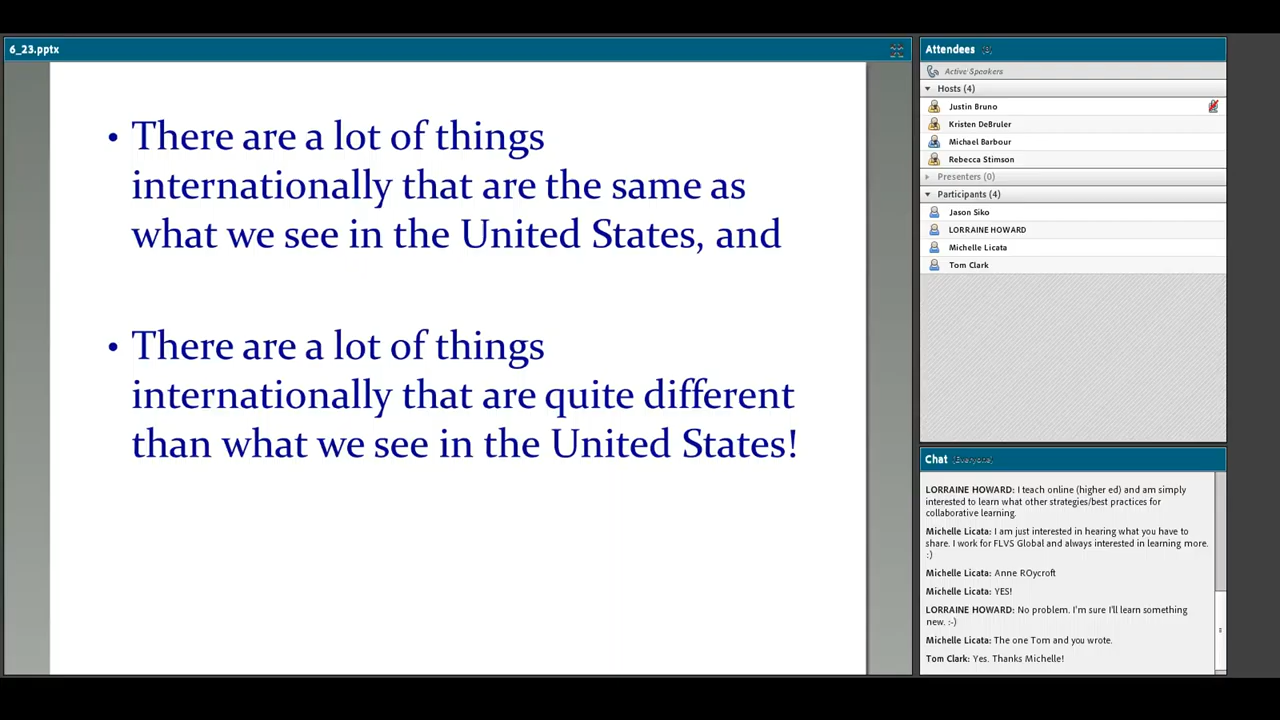 6_23.pptx
• There are a lot of things
internationally that are the same as
what we see in the United States, and
• There are a lot of things
internationally that are quite different
than what we see in the United States!
Attendees
Active Speakers
Hosts (4)
Justin Bruno
Kristen DeBruler
Michael Barbour
Rebecca Stimson
Presenters (0)
Participants (4)
Jason Siko
LORRAINE HOWARD
Michelle Licata
Tom Clark
Chat (Everyone)
LORRAINE HOWARD: I teach online (higher ed) and am simply
interested to learn what other strategies/best practices for
collaborative learning.
Michelle Licata: I am just interested in hearing what you have to
share. I work for FLVS Global and always interested in learning more.
:)
Michelle Licata: Anne ROycroft
Michelle Licata: YES!
LORRAINE HOWARD: No problem. I'm sure I'll learn something
new. :-)
Michelle Licata: The one Tom and you wrote.
Tom Clark: Yes. Thanks Michelle!